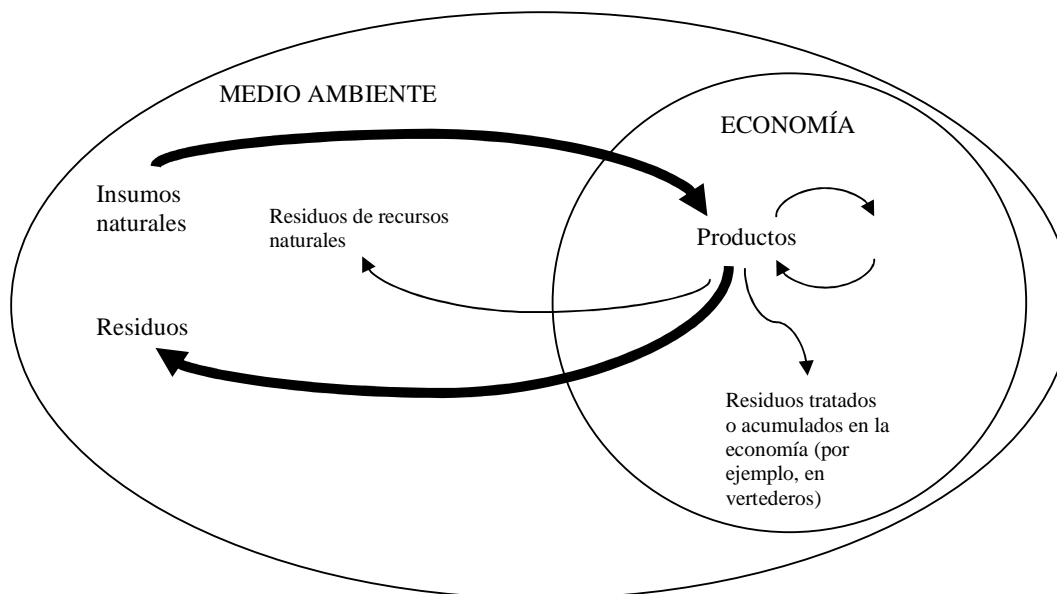 MEDIO AMBIENTE
ECONOMÍA
Insumos
naturales
Residuos de recursos
naturales
Productos
Residuos
Residuos tratados
o acumulados en la
economía (por
ejemplo, en
vertederos)